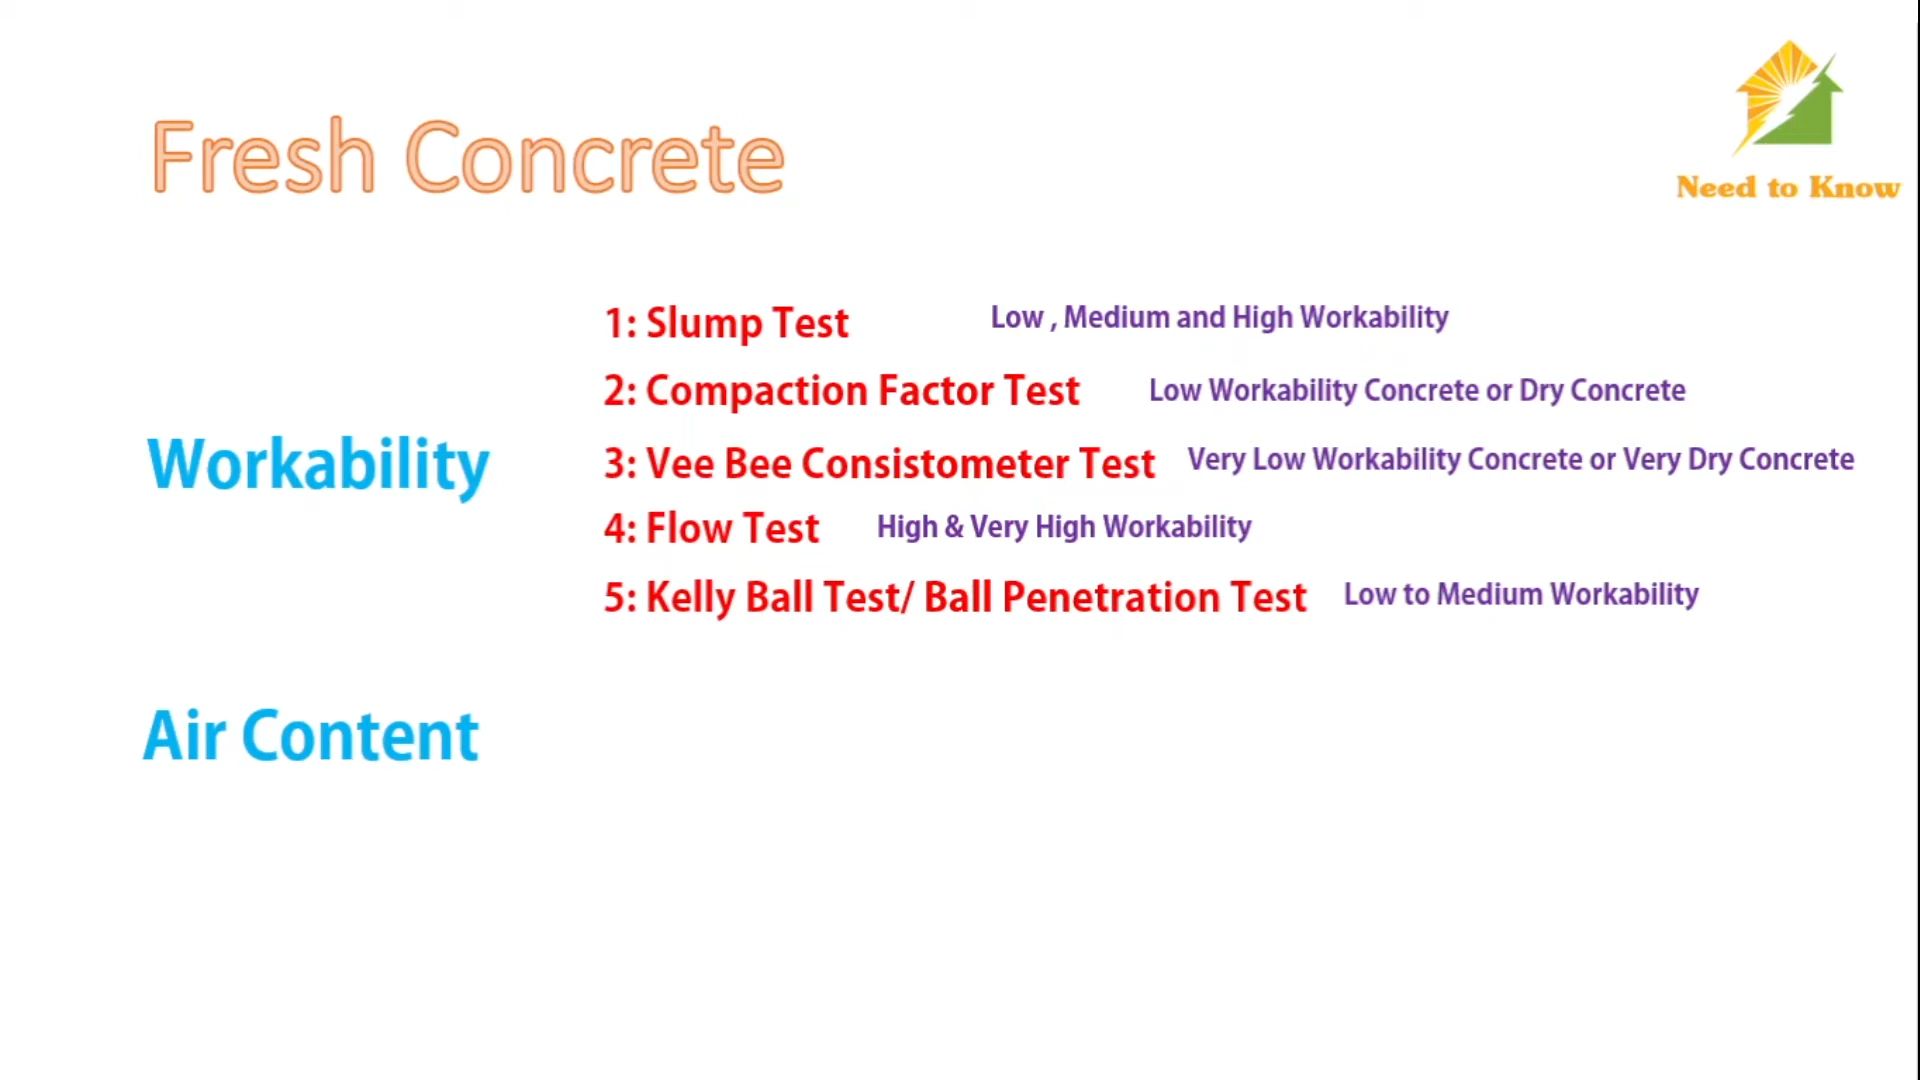 Need to Know
Fresh Concrete
1: Slump Test Low , Medium and High Workability
2: Compaction Factor Test Low Workability Concrete or Dry Concrete
Workability
3: Vee Bee Consistometer Test Very Low Workability Concrete or Very Dry Concrete
4: Flow Test High & Very High Workability
5: Kelly Ball Test/ Ball Penetration Test Low to Medium Workability
Air Content